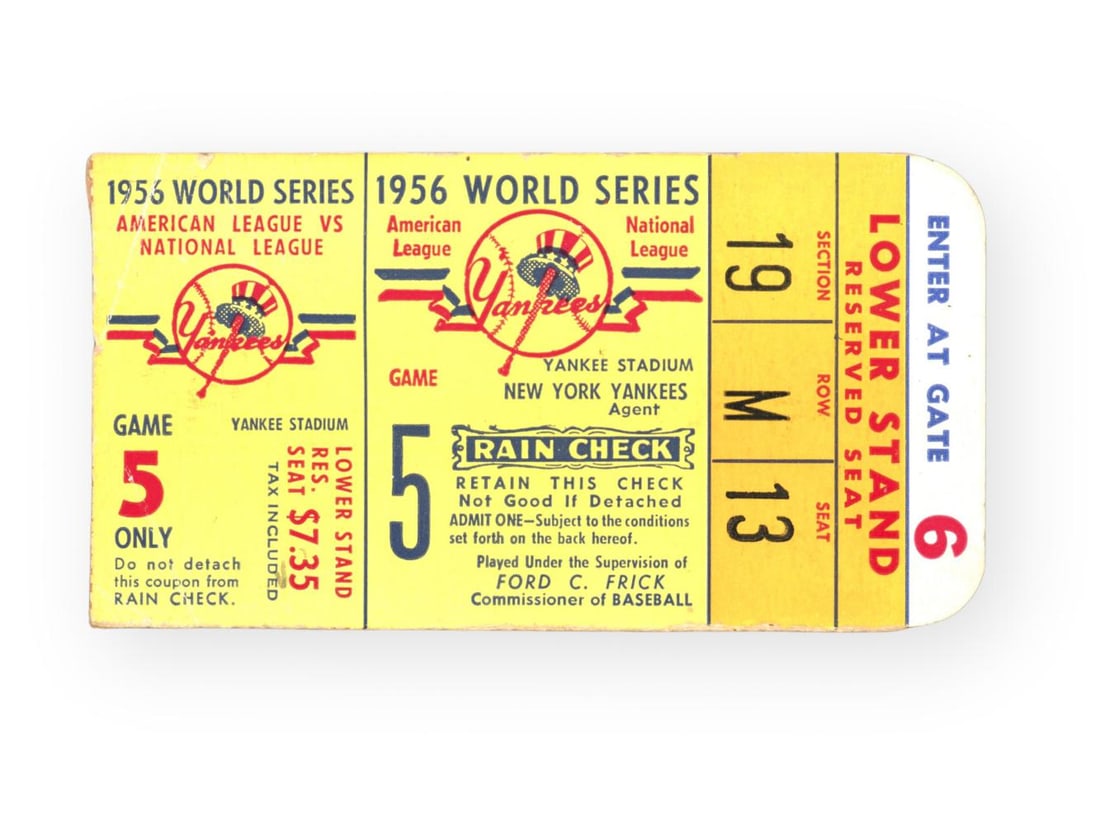 1956 WORLD SERIES
AMERICAN LEAGUE VS
NATIONAL LEAGUE
Yankees
GAME
5
ONLY
YANKEE STADIUM
Do not detach
this coupon from
RAIN CHECK.
LOWER STAND
RES.
SEAT $7.35
TAX INCLUDED
1956 WORLD SERIES
American
League
National
League
Yankees
GAME
5
YANKEE STADIUM
NEW YORK YANKEES
Agent
RAIN CHECK
RETAIN THIS CHECK
Not Good If Detached
ADMIT ONE—Subject to the conditions
set forth on the back hereof.
Played Under the Supervision of
FORD C. FRICK
Commissioner of BASEBALL
SECTION
19
ROW
M
SEAT
13
LOWER STAND
RESERVED SEAT
ENTER AT GATE 6